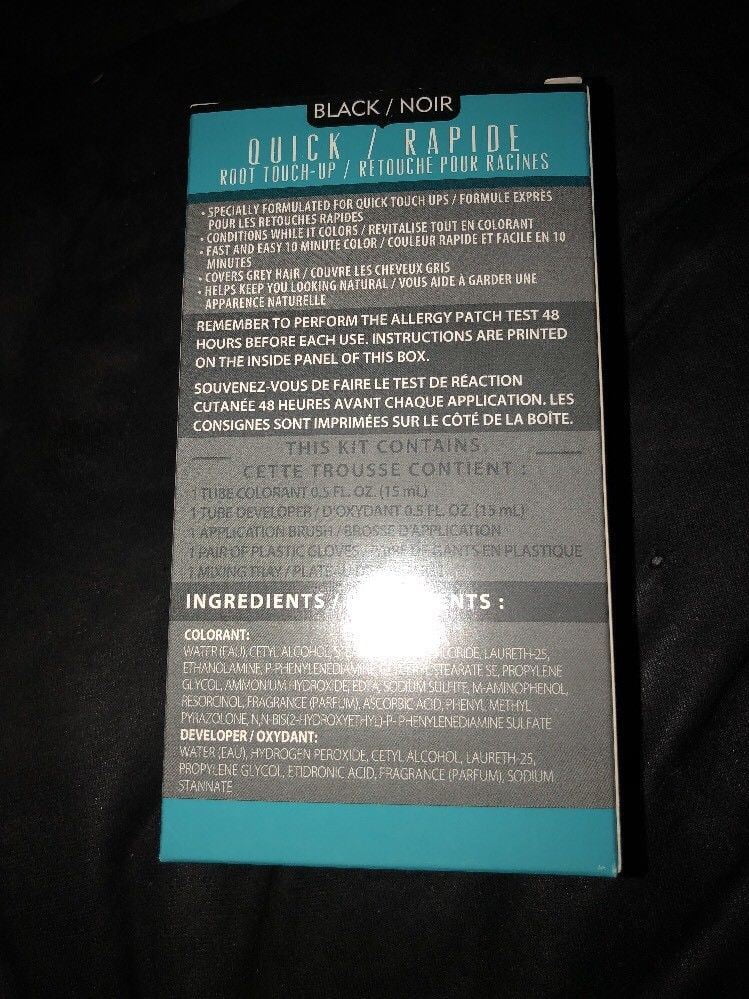 BLACK / NOIR
QUICK / RAPIDE
ROOT TOUCH-UP / RETOUCHE POUR RACINES
• SPECIALLY FORMULATED FOR QUICK TOUCH UPS / FORMULE EXPRÈS
POUR LES RETOUCHES RAPIDES
• CONDITIONS WHILE IT COLORS / REVITALISE TOUT EN COLORANT
• FAST AND EASY 10 MINUTE COLOR / COULEUR RAPIDE ET FACILE EN 10
MINUTES
• COVERS GREY HAIR / COUVRE LES CHEVEUX GRIS
• HELPS KEEP YOU LOOKING NATURAL / VOUS AIDE À GARDER UNE
APPARENCE NATURELLE
REMEMBER TO PERFORM THE ALLERGY PATCH TEST 48
HOURS BEFORE EACH USE. INSTRUCTIONS ARE PRINTED
ON THE INSIDE PANEL OF THIS BOX.
SOUVENEZ-VOUS DE FAIRE LE TEST DE RÉACTION
CUTANÉE 48 HEURES AVANT CHAQUE APPLICATION. LES
CONSIGNES SONT IMPRIMÉES SUR LE CÔTÉ DE LA BOÎTE.
THIS KIT CONTAINS
CETTE TROUSSE CONTIENT :
1 TUBE COLORANT 0.5 FL. OZ. (15 mL)
1 TUBE DEVELOPER / D'OXYDANT 0.5 FL. OZ. (15 mL)
1 APPLICATION BRUSH / BROSSE D'APPLICATION
1 PAIR OF PLASTIC GLOVES / DE GANTS EN PLASTIQUE
1 MIXING TRAY /
INGREDIENTS / :
COLORANT:
WATER (EAU), CETYL ALCOHOL, LAURETH-25,
ETHANOLAMINE, P-PHENYLENEDIAMINE, STEARATE SE, PROPYLENE
GLYCOL, AMMONIUM HYDROXIDE, EDTA, SODIUM SULFITE, M-AMINOPHENOL,
RESORCINOL, FRAGRANCE (PARFUM), ASCORBIC ACID, PHENYL METHYL
PYRAZOLONE, N,N-BIS(2-HYDROXYETHYL)-P- PHENYLENEDIAMINE SULFATE
DEVELOPER / OXYDANT:
WATER (EAU), HYDROGEN PEROXIDE, CETYL ALCOHOL, LAURETH-25,
PROPYLENE GLYCOL, ETIDRONIC ACID, FRAGRANCE (PARFUM), SODIUM
STANNATE